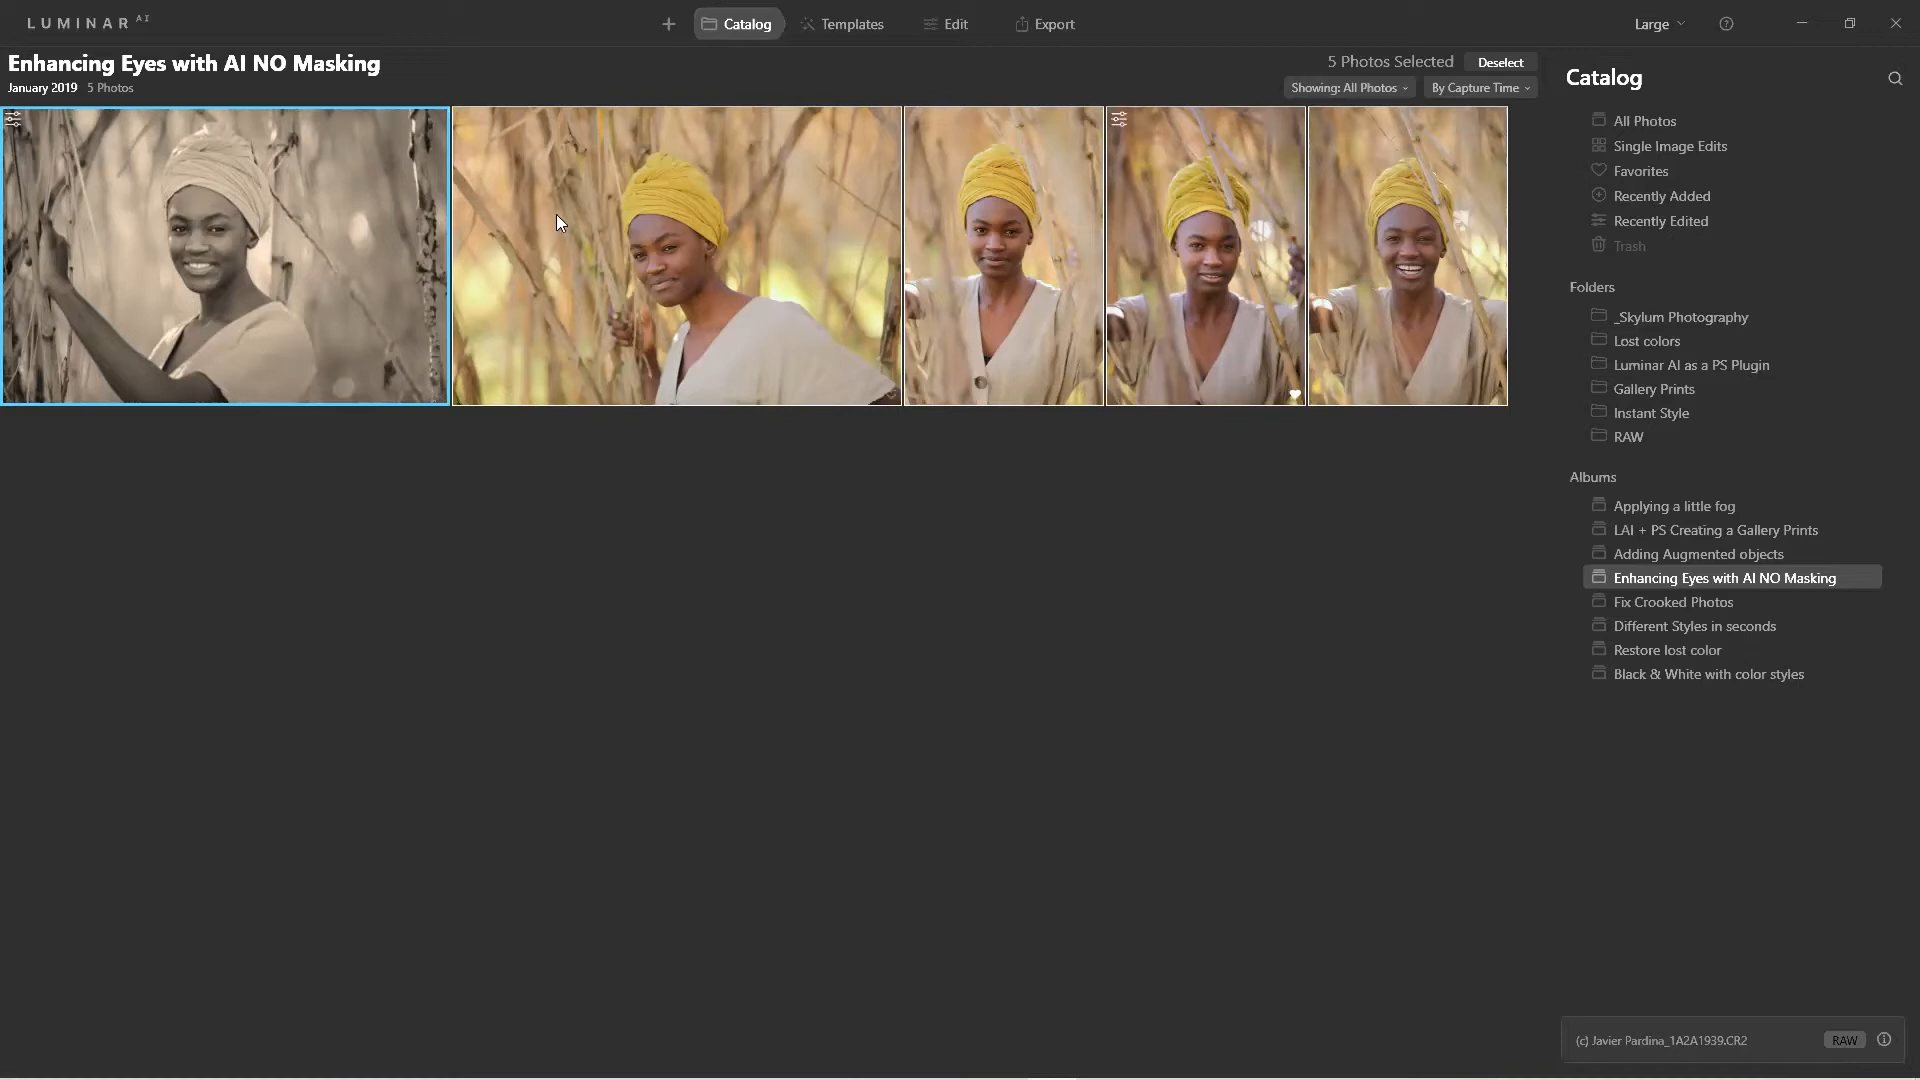 LUMINAR AI
Catalog
Templates
Edit
Export
Large
Enhancing Eyes with AI NO Masking
January 2019 5 Photos
5 Photos Selected
Deselect
Showing: All Photos
By Capture Time
Catalog
All Photos
Single Image Edits
Favorites
Recently Added
Recently Edited
Trash
Folders
_Skylum Photography
Lost colors
Luminar AI as a PS Plugin
Gallery Prints
Instant Style
RAW
Albums
Applying a little fog
LAI + PS Creating a Gallery Prints
Adding Augmented objects
Enhancing Eyes with AI NO Masking
Fix Crooked Photos
Different Styles in seconds
Restore lost color
Black & White with color styles
(c) Javier Pardina_1A2A1939.CR2
RAW